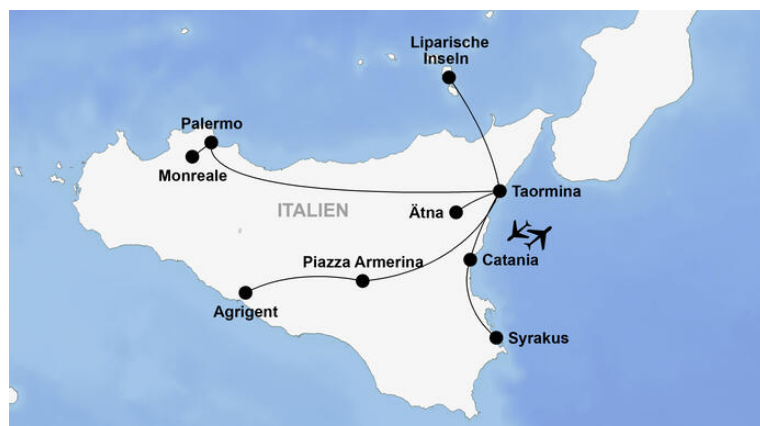 Liparische
Inseln
Palermo
Monreale
Taormina
ITALIEN
Ätna
Catania
Piazza Armerina
Agrigent
Syrakus